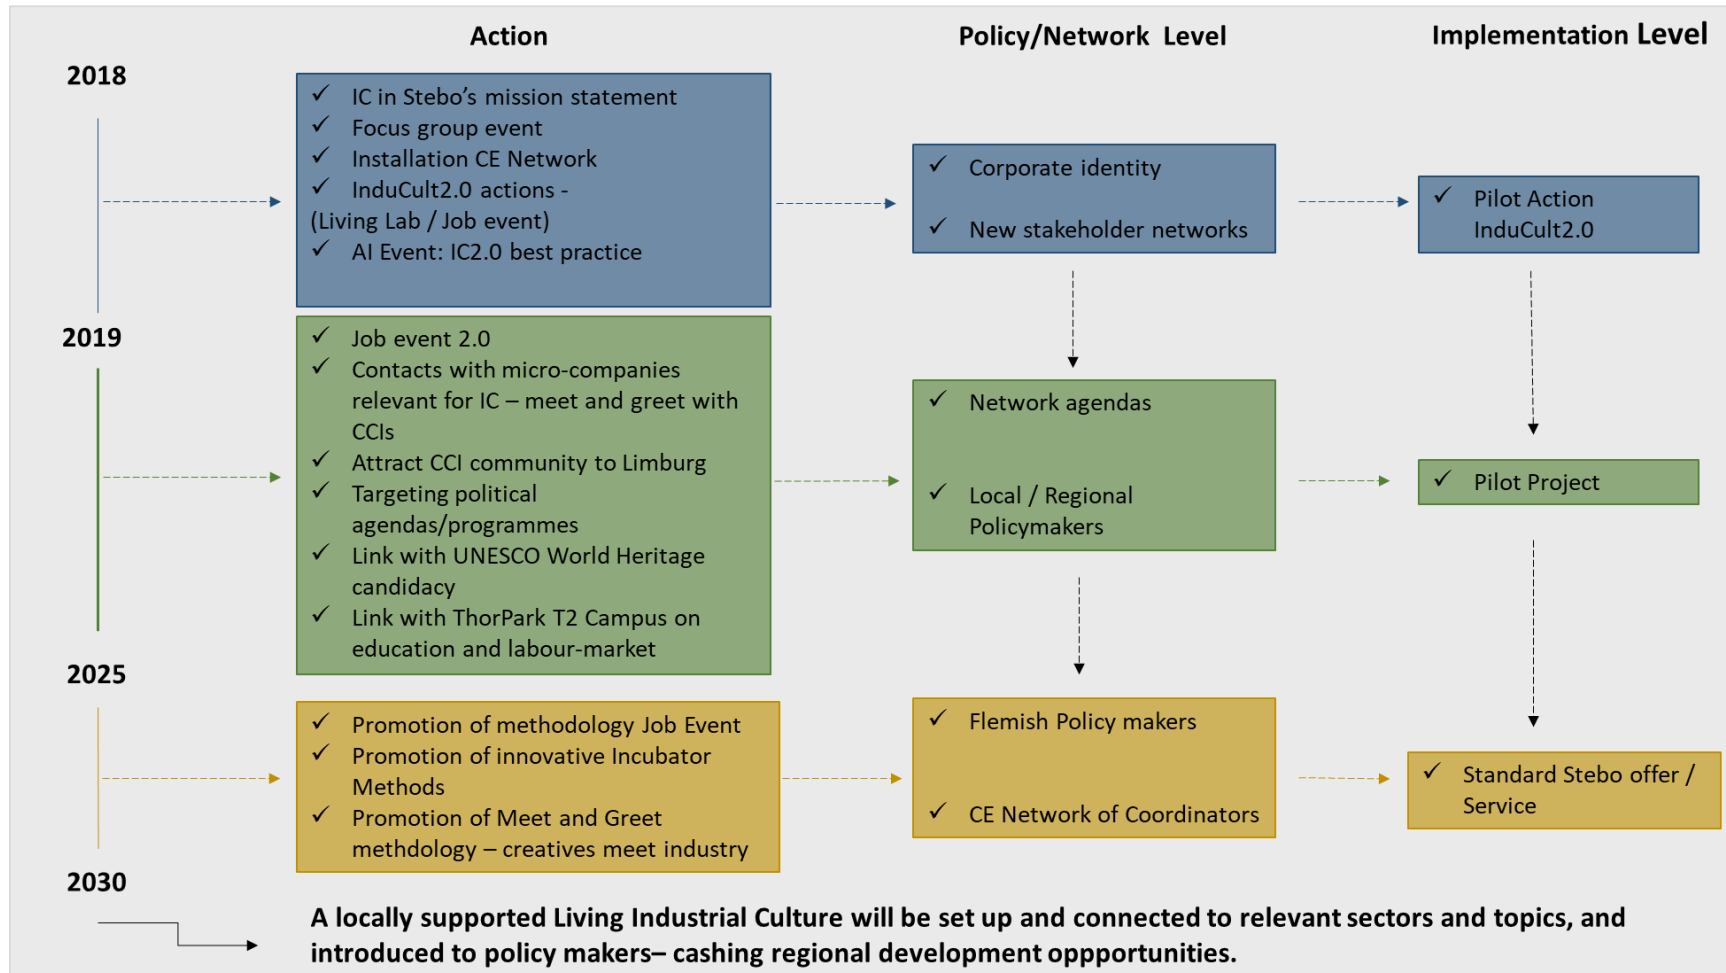 Action
Policy/Network Level
Implementation Level
2018
✓ IC in Stebo’s mission statement
✓ Focus group event
✓ Installation CE Network
✓ InduCult2.0 actions -
(Living Lab / Job event)
✓ AI Event: IC2.0 best practice
✓ Corporate identity
✓ New stakeholder networks
✓ Pilot Action
InduCult2.0
2019
✓ Job event 2.0
✓ Contacts with micro-companies
relevant for IC – meet and greet with
CCIs
✓ Attract CCI community to Limburg
✓ Targeting political
agendas/programmes
✓ Link with UNESCO World Heritage
candidacy
✓ Link with ThorPark T2 Campus on
education and labour-market
✓ Network agendas
✓ Local / Regional
Policymakers
✓ Pilot Project
2025
✓ Promotion of methodology Job Event
✓ Promotion of innovative Incubator
Methods
✓ Promotion of Meet and Greet
methdology – creatives meet industry
✓ Flemish Policy makers
✓ CE Network of Coordinators
✓ Standard Stebo offer /
Service
2030
A locally supported Living Industrial Culture will be set up and connected to relevant sectors and topics, and
introduced to policy makers– cashing regional development oppportunities.